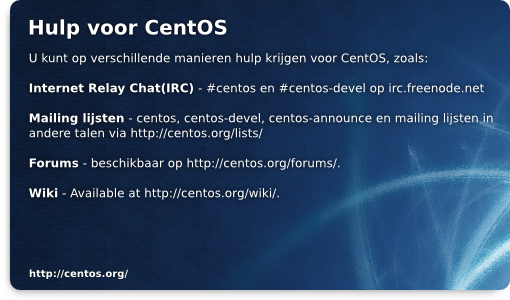 Hulp voor CentOS
U kunt op verschillende manieren hulp krijgen voor CentOS, zoals:
Internet Relay Chat(IRC) - #centos en #centos-devel op irc.freenode.net
Mailing lijsten - centos, centos-devel, centos-announce en mailing lijsten in
andere talen via http://centos.org/lists/
Forums - beschikbaar op http://centos.org/forums/.
Wiki - Available at http://centos.org/wiki/.
http://centos.org/